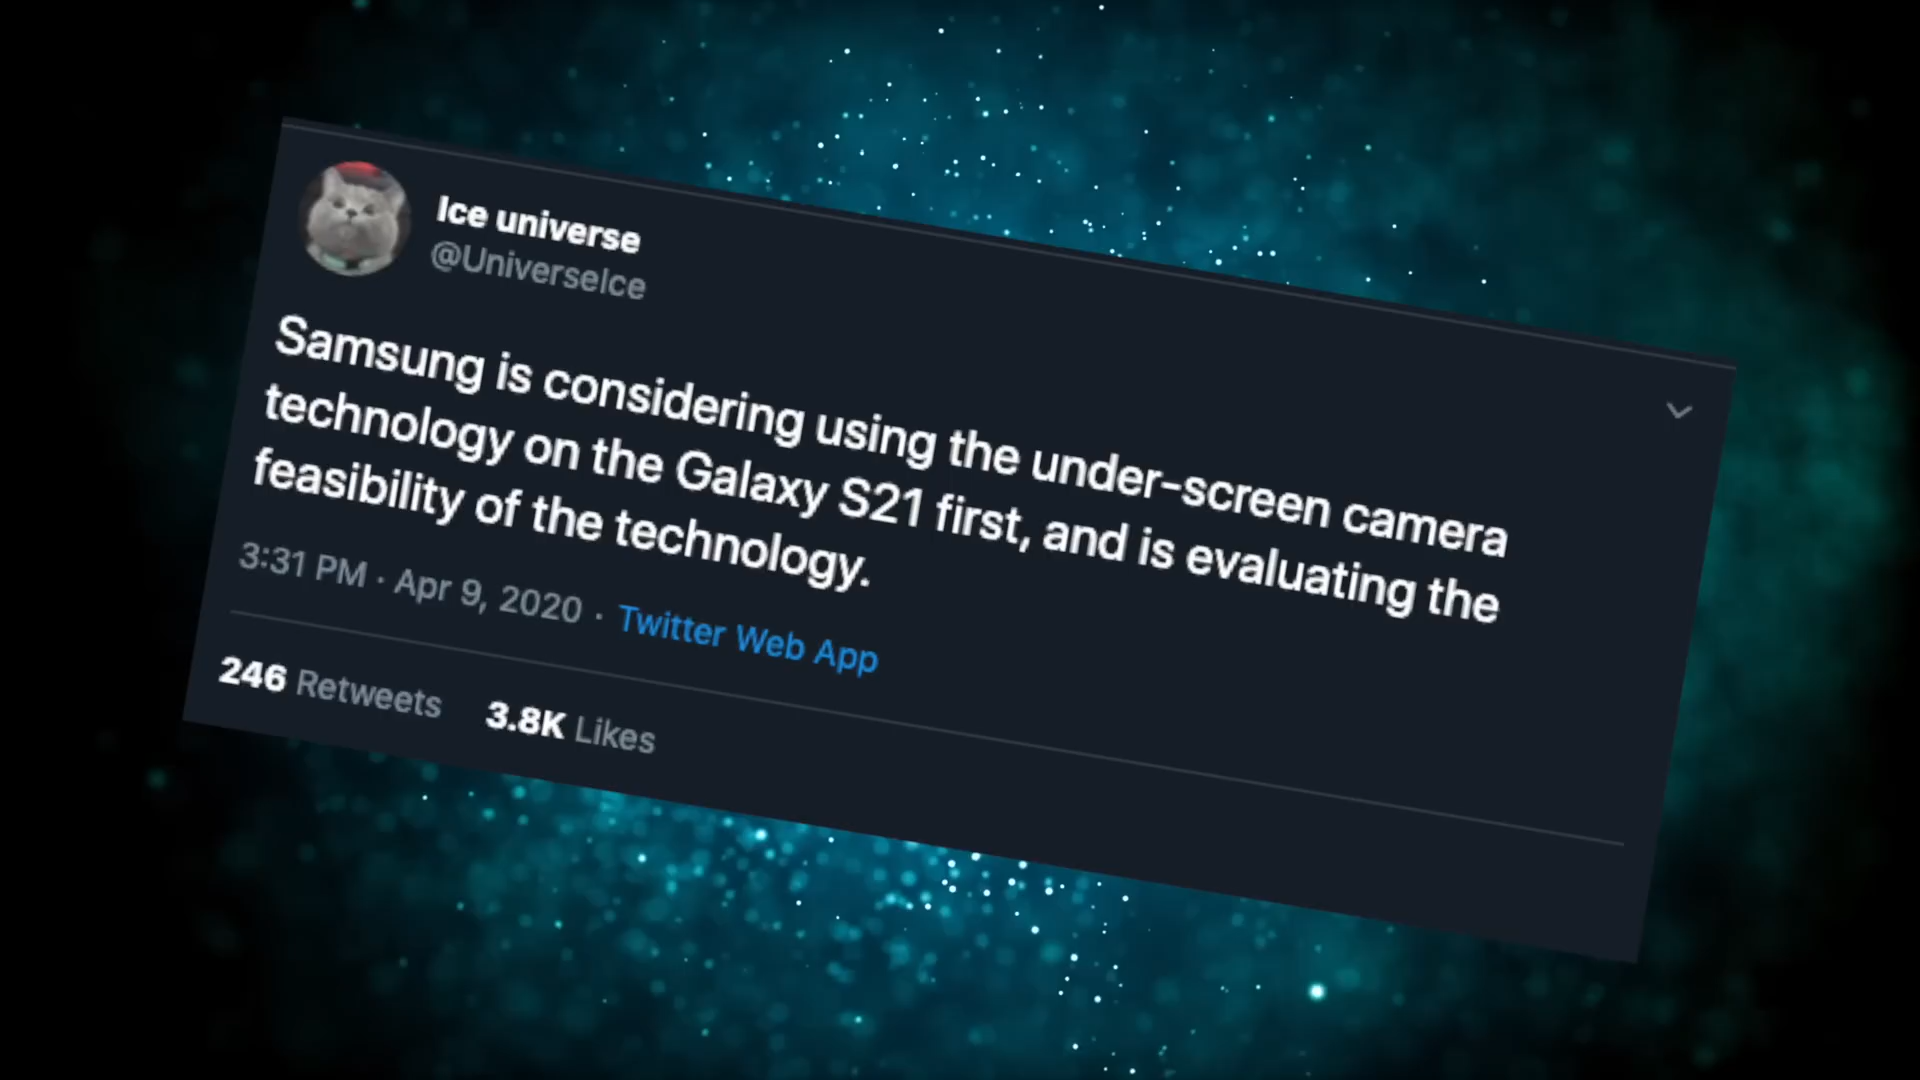 Ice universe
@UniverseIce
Samsung is considering using the under-screen camera
technology on the Galaxy S21 first, and is evaluating the
feasibility of the technology.
3:31 PM · Apr 9, 2020 · Twitter Web App
246 Retweets 3.8K Likes